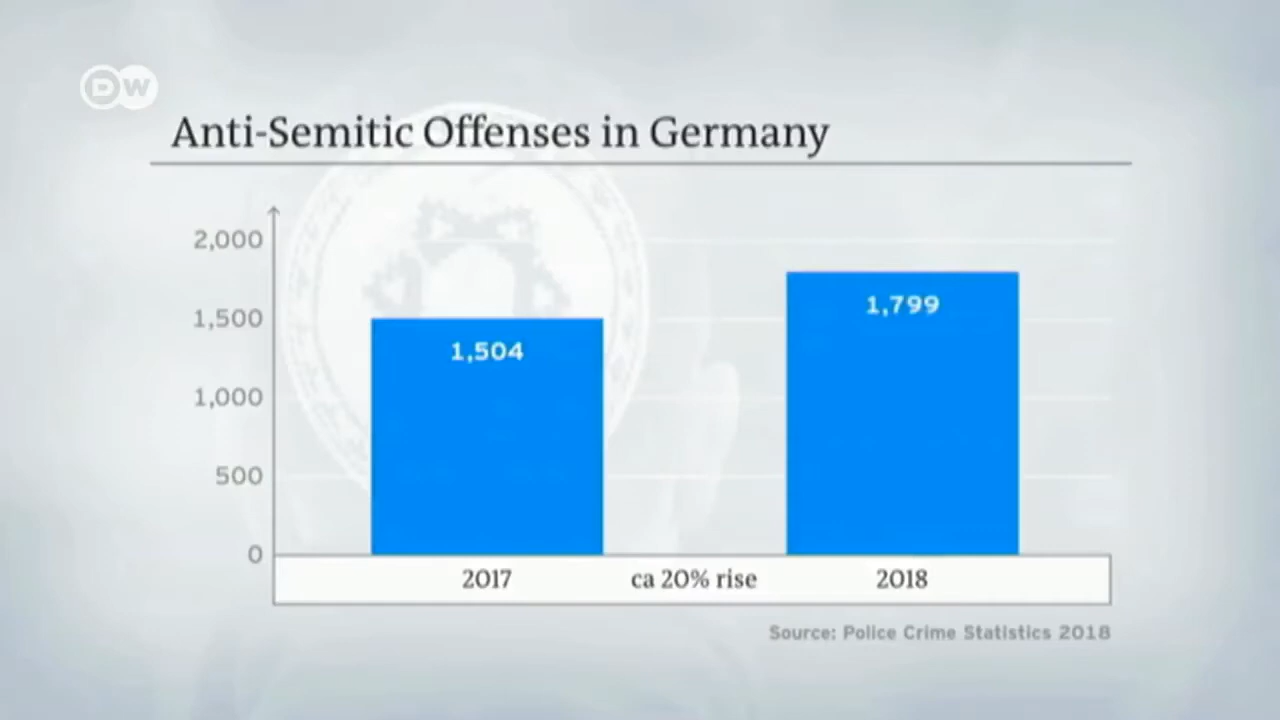 DW
Anti-Semitic Offenses in Germany
2,000
1,500
1,000
500
0
1,504
1,799
2017 ca 20% rise 2018
Source: Police Crime Statistics 2018